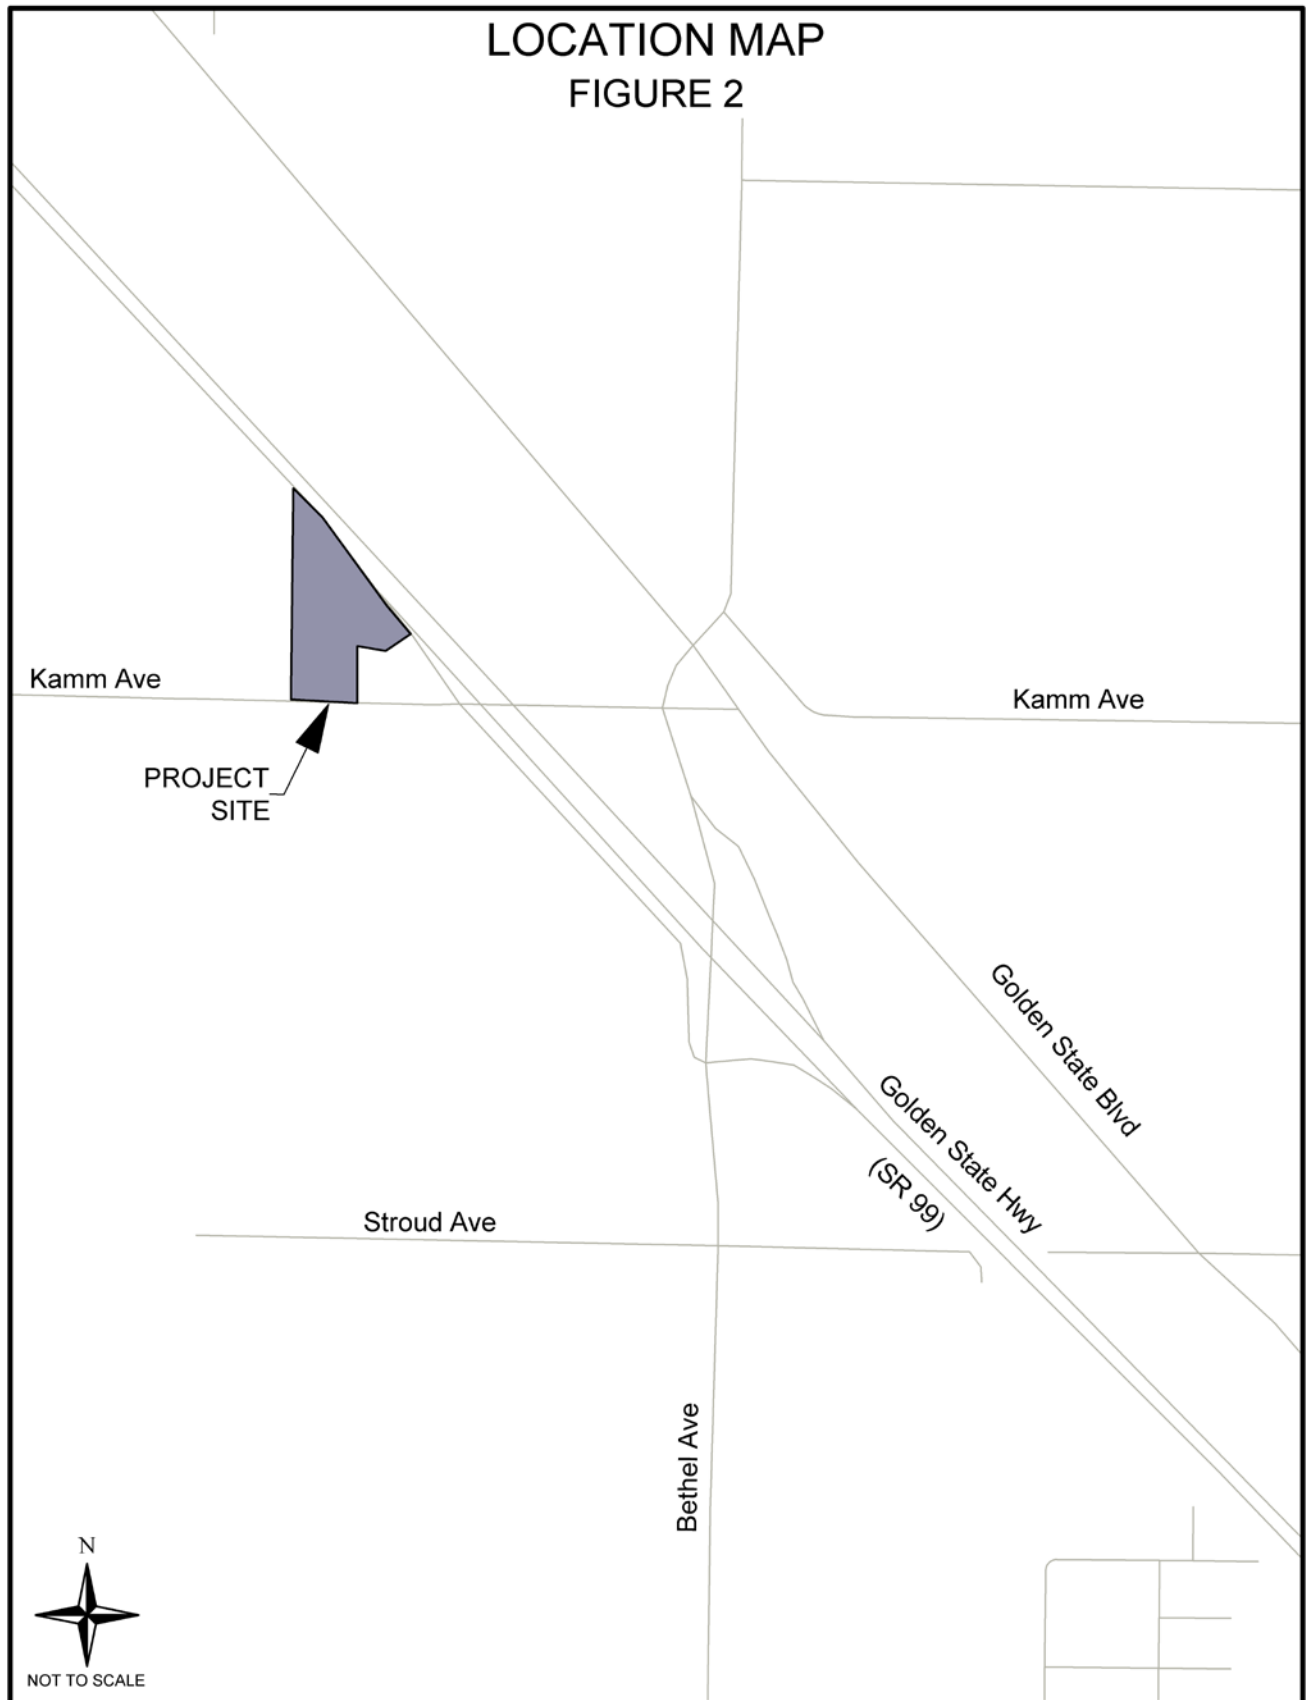 LOCATION MAP
FIGURE 2
Kamm Ave
Kamm Ave
PROJECT
SITE
Golden State Blvd
Golden State Hwy
(SR 99)
Stroud Ave
Bethel Ave
N
NOT TO SCALE